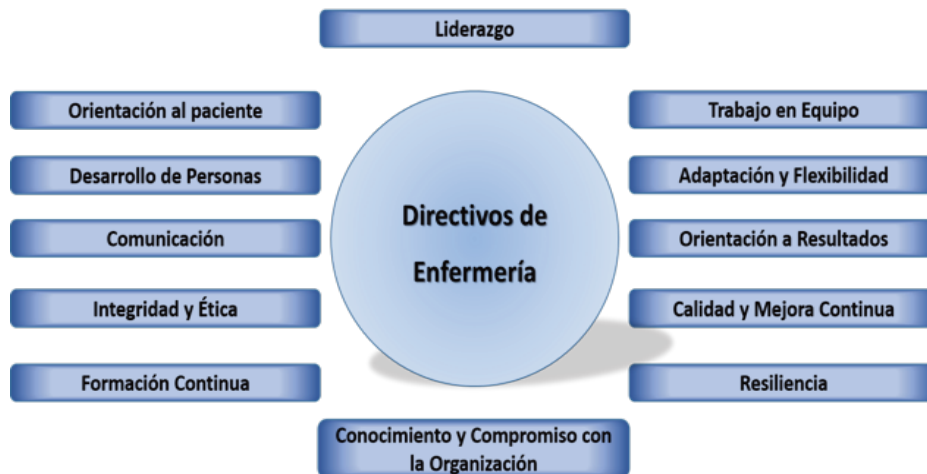 Liderazgo
Orientación al paciente
Desarrollo de Personas
Comunicación
Integridad y Ética
Formación Continua
Directivos de
Enfermería
Trabajo en Equipo
Adaptación y Flexibilidad
Orientación a Resultados
Calidad y Mejora Continua
Resiliencia
Conocimiento y Compromiso con
la Organización